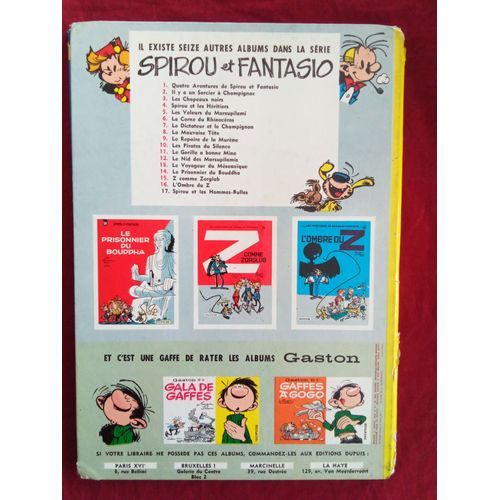 IL EXISTE SEIZE AUTRES ALBUMS DANS LA SÉRIE
SPIROU et FANTASIO
1. Quatre Aventures de Spirou et Fantasio
2. Il y a un Sorcier à Champignac
3. Les Chapeaux noirs
4. Spirou et les Héritiers
5. Les Voleurs du Marsupilami
6. La Corne du Rhinocéros
7. Le Dictateur et le Champignon
8. La Mauvaise Tête
9. Le Repaire de la Murène
10. Les Pirates du Silence
11. Le Gorille a bonne Mine
12. Le Nid des Marsupilamis
13. Le Voyageur du Mésozoïque
14. Le Prisonnier du Bouddha
15. Z comme Zorglub
16. L'Ombre du Z
17. Spirou et les Hommes-Bulles
LE
PRISONNIER DU
BOUDDHA
Z
COMME
ZORGLUB
L'OMBRE DU
Z
ET C'EST UNE GAFFE DE RATER LES ALBUMS Gaston
Gaston N° 3
GALA DE
GAFFES
Gaston
GAFFES
À GOGO
SI VOTRE LIBRAIRE NE POSSEDE PAS CES ALBUMS, COMMANDEZ-LES AUX EDITIONS DUPUIS :
PARIS XVIe
8, rue Bellini
BRUXELLES 1
Galerie du Centre
Bloc 2
MARCINELLE
39, rue Destrée
LA HAYE
129, av. Van Meerdervoort